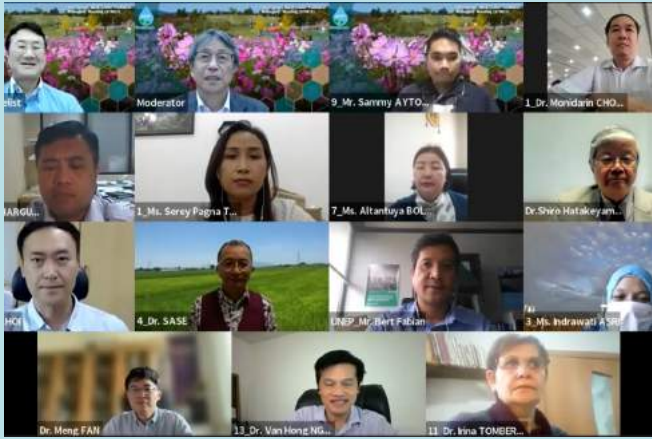 elist
Moderator
9_Mr. Sammy AYTO...
1_Dr. Monidarin CHO...
HARGU...
1_Ms. Serey Pagna T...
7_Ms. Altantuya BOL...
Dr.Shiro Hatakeyam...
4_Dr. SASE
UNEP_Mr. Bert Fabian
3_Ms. Indrawati ASRI
Dr. Meng FAN
13_Dr. Van Hong NG...
11_Dr. Irina TOMBER...